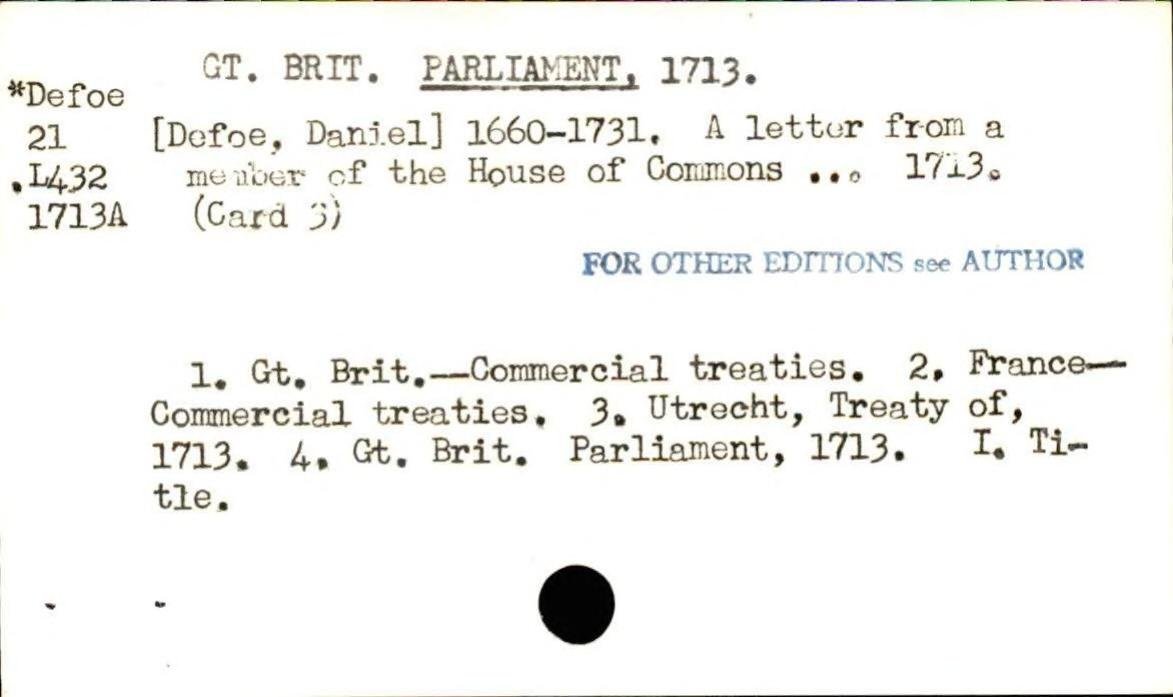 GT. BRIT. PARLIAMENT, 1713.
*Defoe
21 [Defoe, Daniel] 1660-1731. A letter from a
.L432 member of the House of Commons ... 1713.
1713A (Card 3)
FOR OTHER EDITIONS see AUTHOR
1. Gt. Brit.—Commercial treaties. 2. France—
Commercial treaties. 3. Utrecht, Treaty of,
1713. 4. Gt. Brit. Parliament, 1713. I. Ti-
tle.